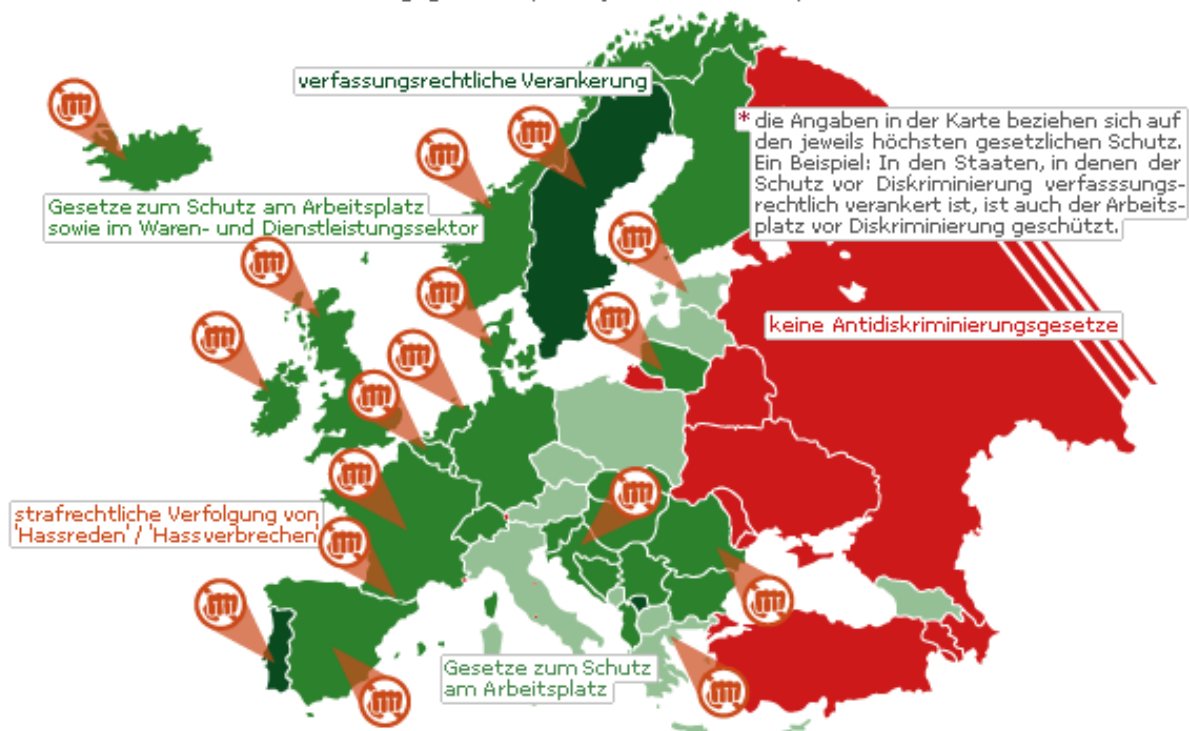 verfassungsrechtliche Verankerung
* die Angaben in der Karte beziehen sich auf
den jeweils höchsten gesetzlichen Schutz.
Ein Beispiel: In den Staaten, in denen der
Schutz vor Diskriminierung verfasssungs-
rechtlich verankert ist, ist auch der Arbeits-
platz vor Diskriminierung geschützt.
Gesetze zum Schutz am Arbeitsplatz
sowie im Waren- und Dienstleistungssektor
keine Antidiskriminierungsgesetze
strafrechtliche Verfolgung von
'Hassreden' / 'Hassverbrechen
Gesetze zum Schutz
am Arbeitsplatz